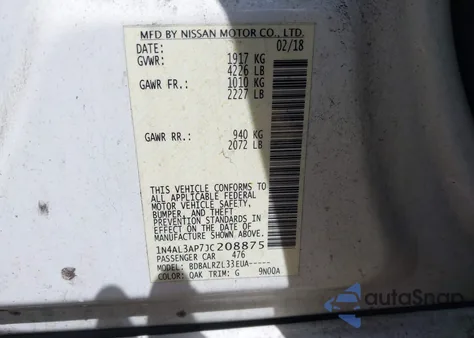 MFD BY NISSAN MOTOR CO., LTD.
DATE: 02/18
GVWR: 1917 KG
4226 LB
GAWR FR.: 1010 KG
2227 LB
GAWR RR.: 940 KG
2072 LB
THIS VEHICLE CONFORMS TO
ALL APPLICABLE FEDERAL
MOTOR VEHICLE SAFETY,
BUMPER, AND THEFT
PREVENTION STANDARDS IN
EFFECT ON THE DATE OF
MANUFACTURE SHOWN ABOVE.
1N4AL3AP7JC208875
PASSENGER CAR 476
MODEL: BDBALRZL33EUA-----
COLOR: QAK TRIM: G 9N00A
autoSnap